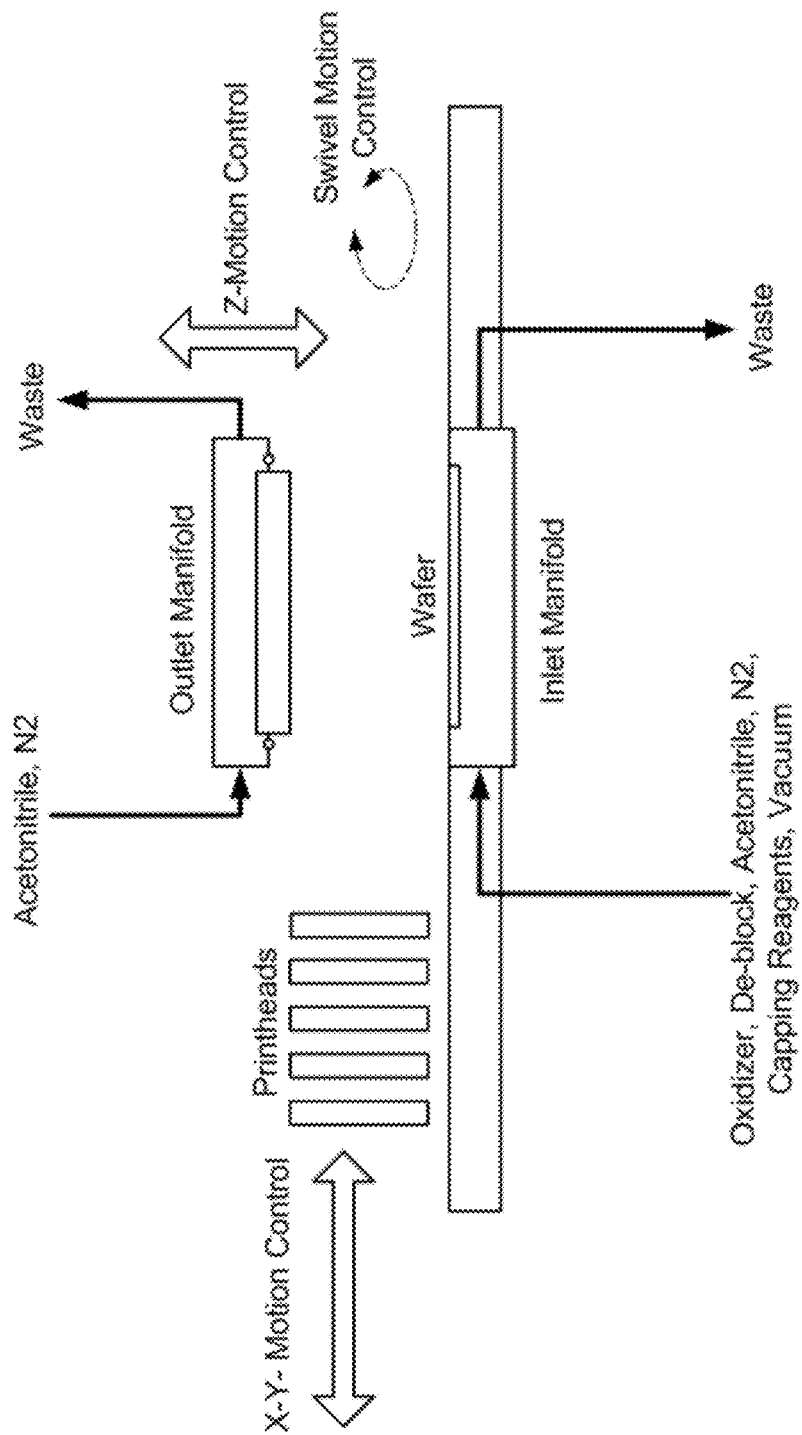 Acetonitrile, N2
Waste
Outlet Manifold
Z-Motion Control
Swivel Motion
Control
X-Y- Motion Control
Printheads
Wafer
Inlet Manifold
Oxidizer, De-block, Acetonitrile, N2,
Capping Reagents, Vacuum
Waste